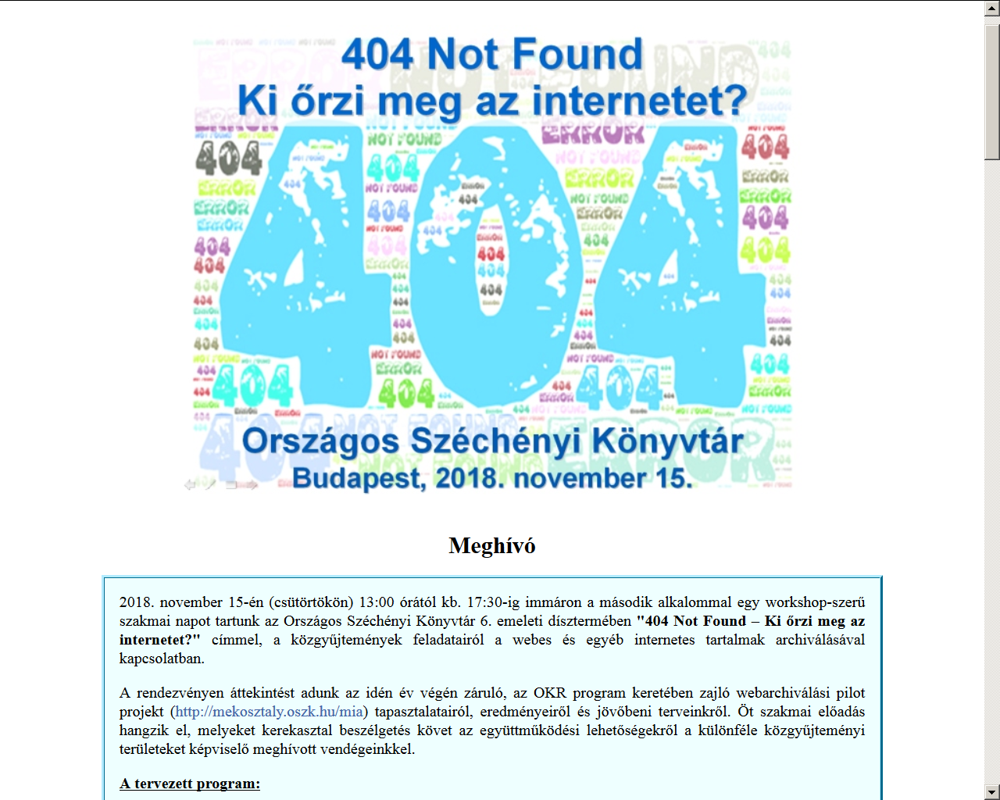 404 Not Found
Ki őrzi meg az internetet?
404
Országos Széchényi Könyvtár
Budapest, 2018. november 15.
Meghívó
2018. november 15-én (csütörtökön) 13:00 órától kb. 17:30-ig immáron a második alkalommal egy workshop-szerű
szakmai napot tartunk az Országos Széchényi Könyvtár 6. emeleti dísztermében "404 Not Found – Ki őrzi meg az
internetet?" címmel, a közgyűjtemények feladatairól a webes és egyéb internetes tartalmak archiválásával
kapcsolatban.
A rendezvényen áttekintést adunk az idén év végén záruló, az OKR program keretében zajló webarchiválási pilot
projekt (http://mekosztaly.oszk.hu/mia) tapasztalatairól, eredményeiről és jövőbeni terveinkről. Öt szakmai előadás
hangzik el, melyeket kerekasztal beszélgetés követ az együttműködési lehetőségekről a különféle közgyűjteményi
területeket képviselő meghívott vendégeinkkel.
A tervezett program: